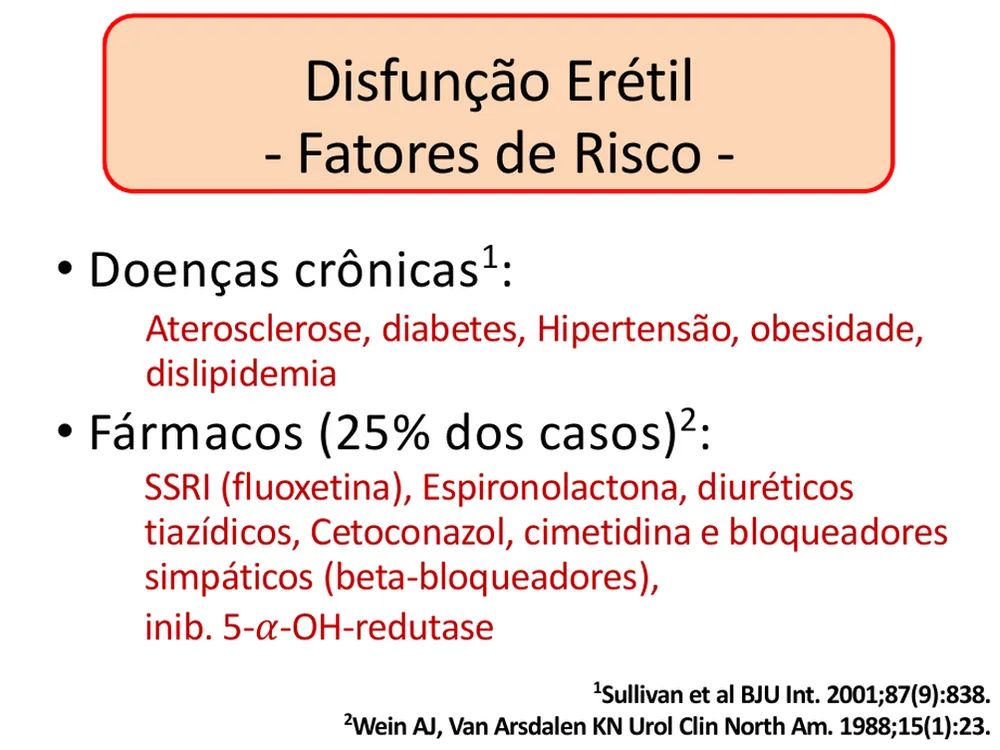 Disfunção Erétil
- Fatores de Risco -
• Doenças crônicas¹:
Aterosclerose, diabetes, Hipertensão, obesidade,
dislipidemia
• Fármacos (25% dos casos)²:
SSRI (fluoxetina), Espironolactona, diuréticos
tiazídicos, Cetoconazol, cimetidina e bloqueadores
simpáticos (beta-bloqueadores),
inib. 5-𝛼-OH-redutase
¹Sullivan et al BJU Int. 2001;87(9):838.
²Wein AJ, Van Arsdalen KN Urol Clin North Am. 1988;15(1):23.